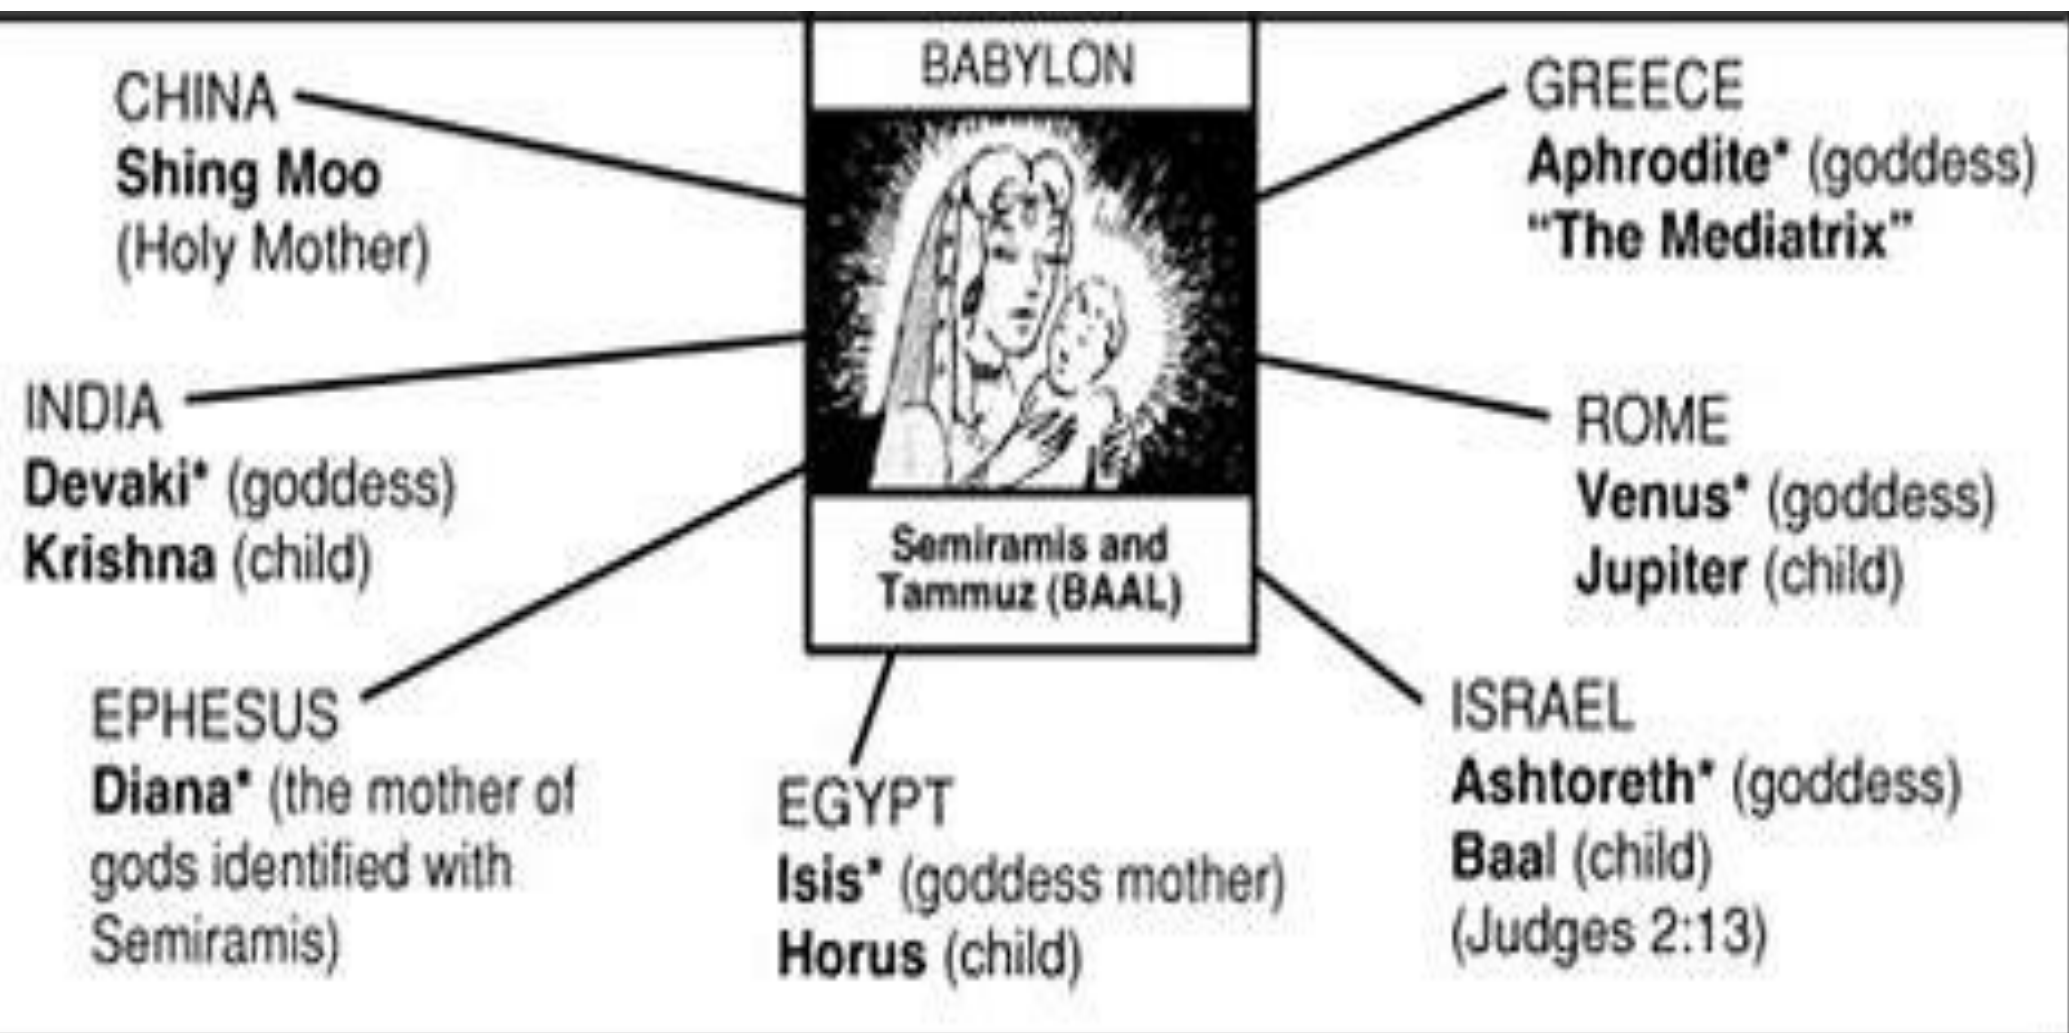 BABYLON
Semiramis and
Tammuz (BAAL)
CHINA
Shing Moo
(Holy Mother)
INDIA
Devaki* (goddess)
Krishna (child)
EPHESUS
Diana* (the mother of
gods identified with
Semiramis)
EGYPT
Isis* (goddess mother)
Horus (child)
GREECE
Aphrodite* (goddess)
“The Mediatrix”
ROME
Venus* (goddess)
Jupiter (child)
ISRAEL
Ashtoreth* (goddess)
Baal (child)
(Judges 2:13)